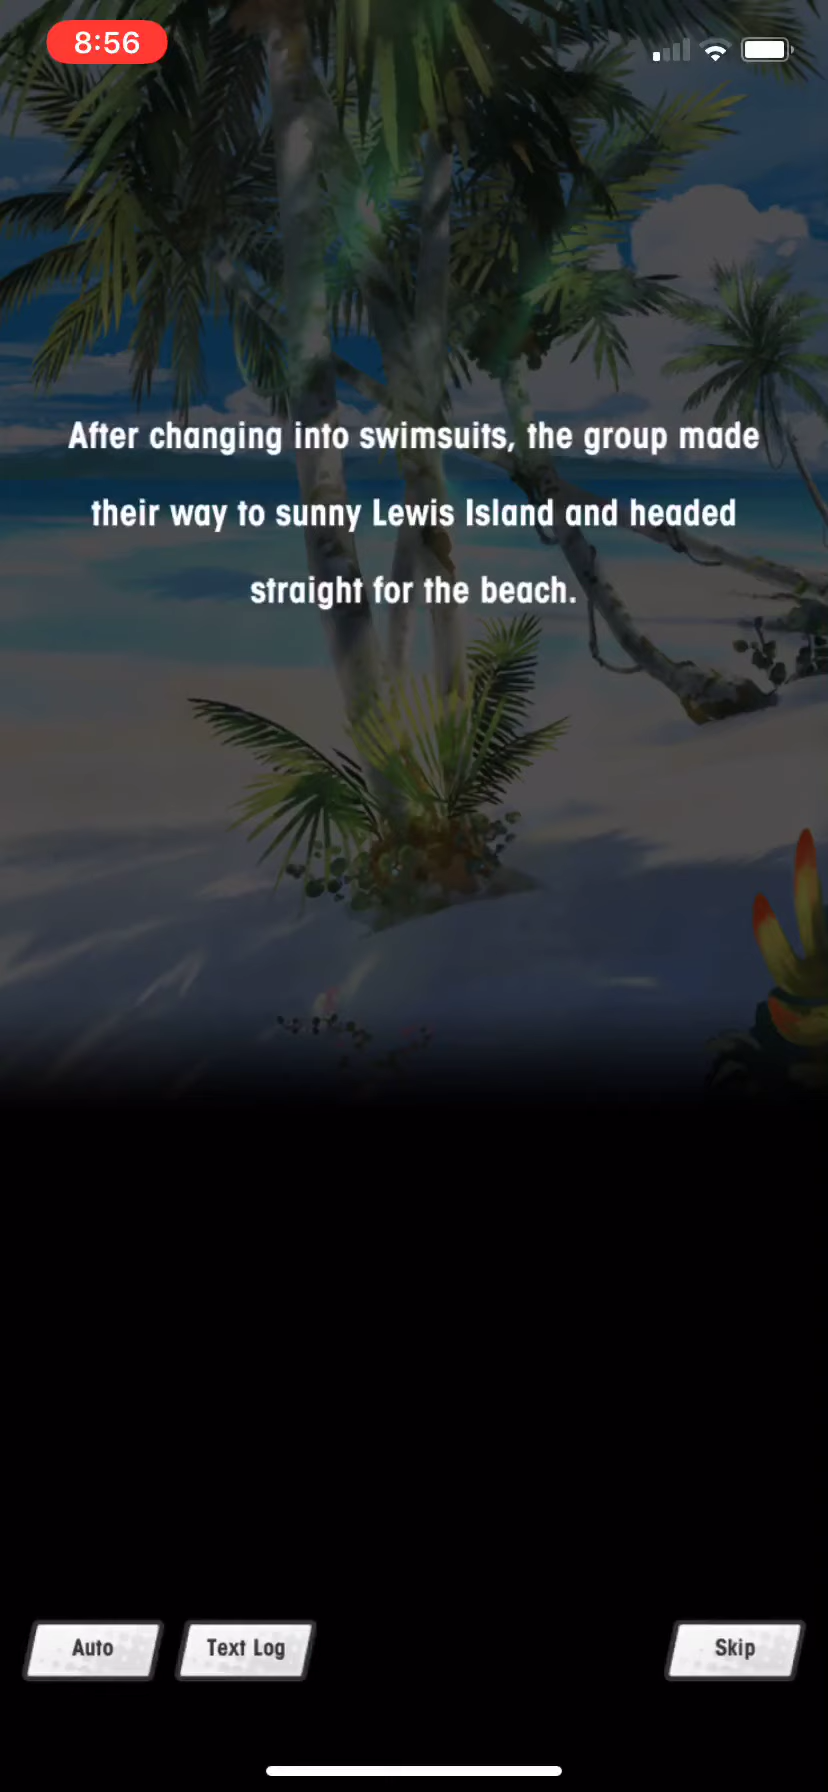 8:56
After changing into swimsuits, the group made
their way to sunny Lewis Island and headed
straight for the beach.
Auto
Text Log
Skip